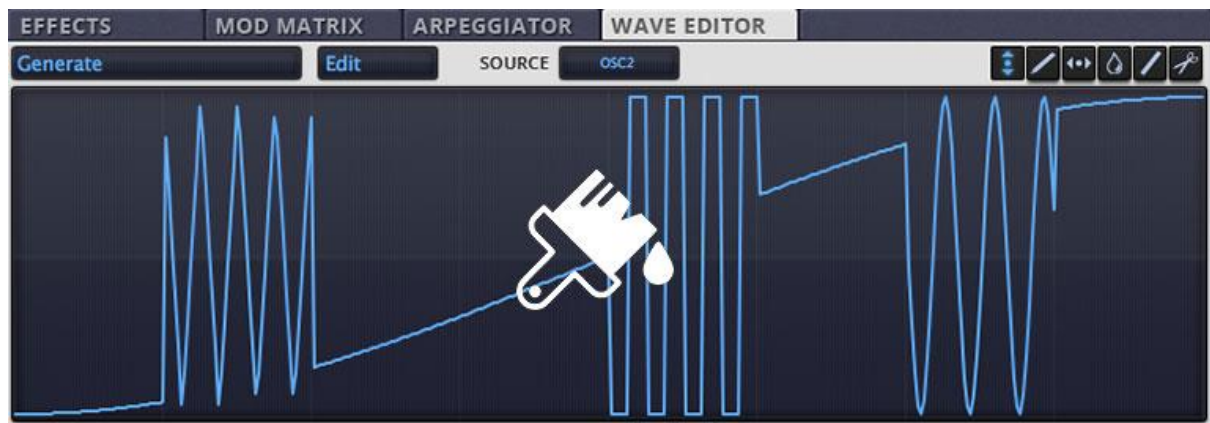 EFFECTS MOD MATRIX ARPEGGIATOR WAVE EDITOR
Generate Edit SOURCE OSC2